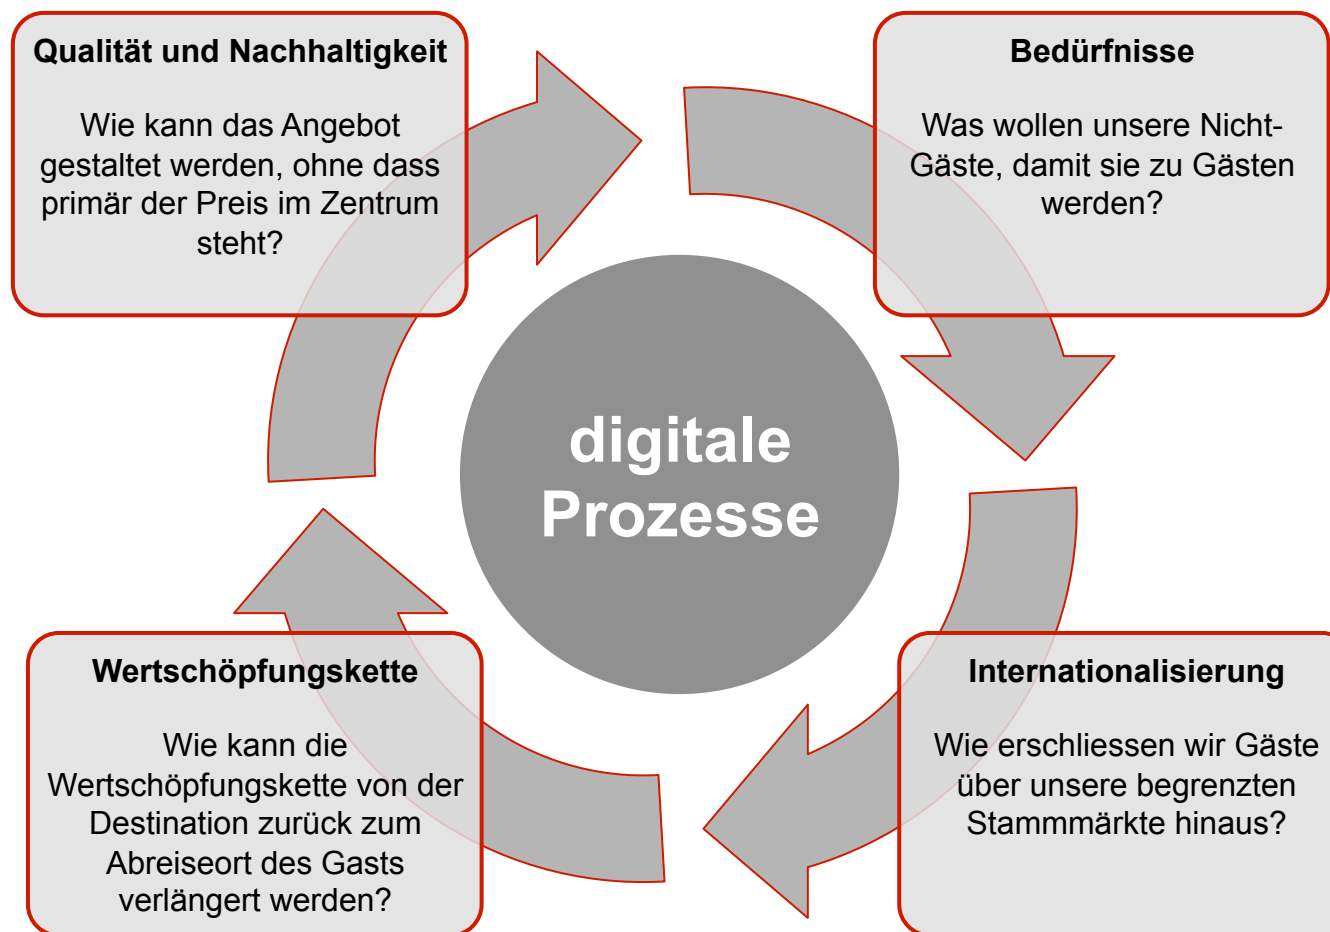 Qualität und Nachhaltigkeit
Wie kann das Angebot
gestaltet werden, ohne dass
primär der Preis im Zentrum
steht?
Bedürfnisse
Was wollen unsere Nicht-
Gäste, damit sie zu Gästen
werden?
digitale
Prozesse
Wertschöpfungskette
Wie kann die
Wertschöpfungskette von der
Destination zurück zum
Abreiseort des Gasts
verlängert werden?
Internationalisierung
Wie erschliessen wir Gäste
über unsere begrenzten
Stammmärkte hinaus?